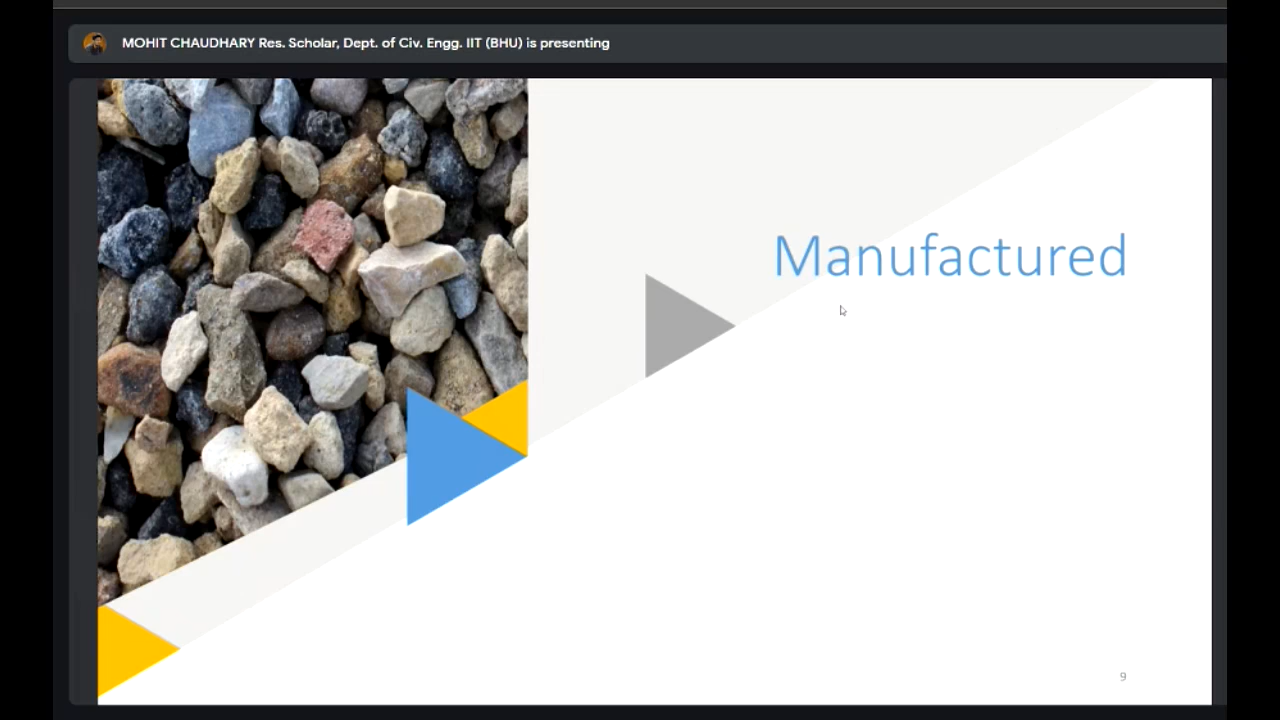 MOHIT CHAUDHARY Res. Scholar, Dept. of Civ. Engg. IIT (BHU) is presenting
Manufactured
9